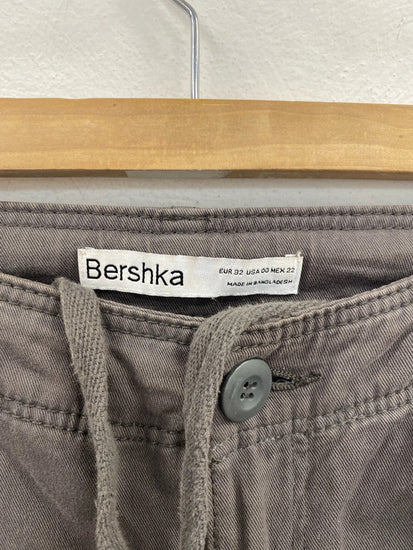 Bershka
EUR 32 USA 00 MEX 22
MADE IN BANGLADESH